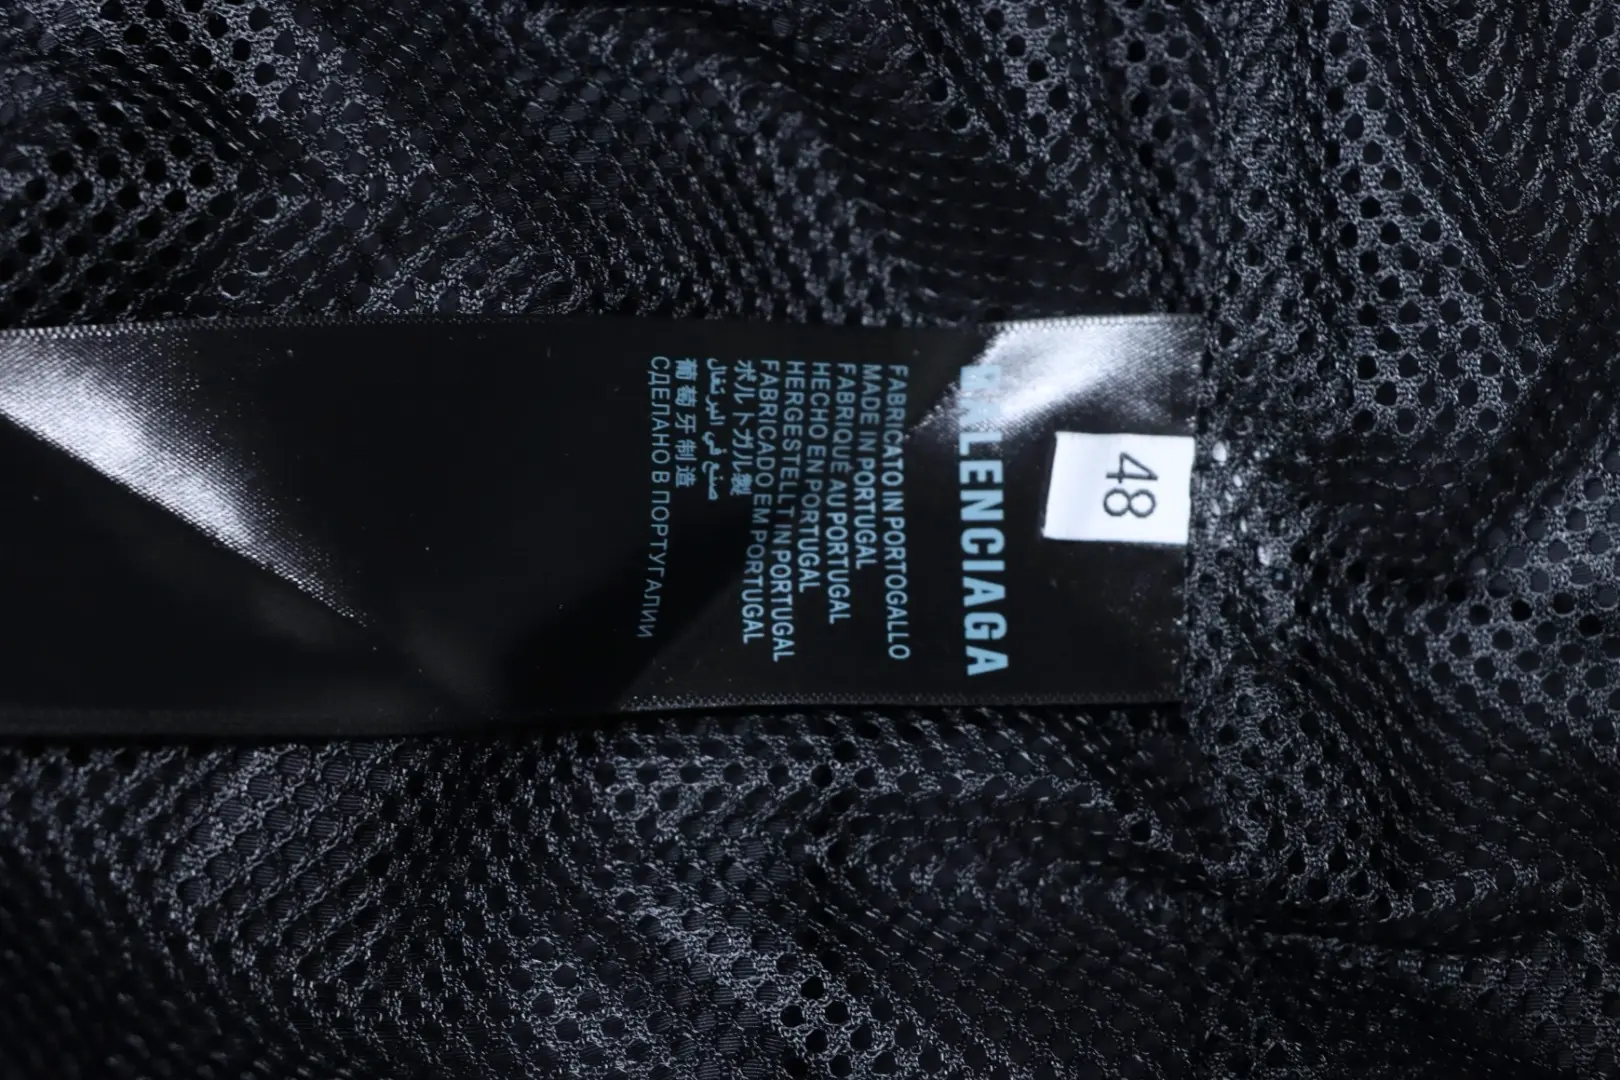 48
BALENCIAGA
FABRICATO IN PORTOGALLO
MADE IN PORTUGAL
FABRIQUÉ AU PORTUGAL
HECHO EN PORTUGAL
HERGESTELLT IN PORTUGAL
FABRICADO EM PORTUGAL
ポルトガル製
صنع في البرتغال
葡萄牙制造
СДЕЛАНО В ПОРТУГАЛИИ